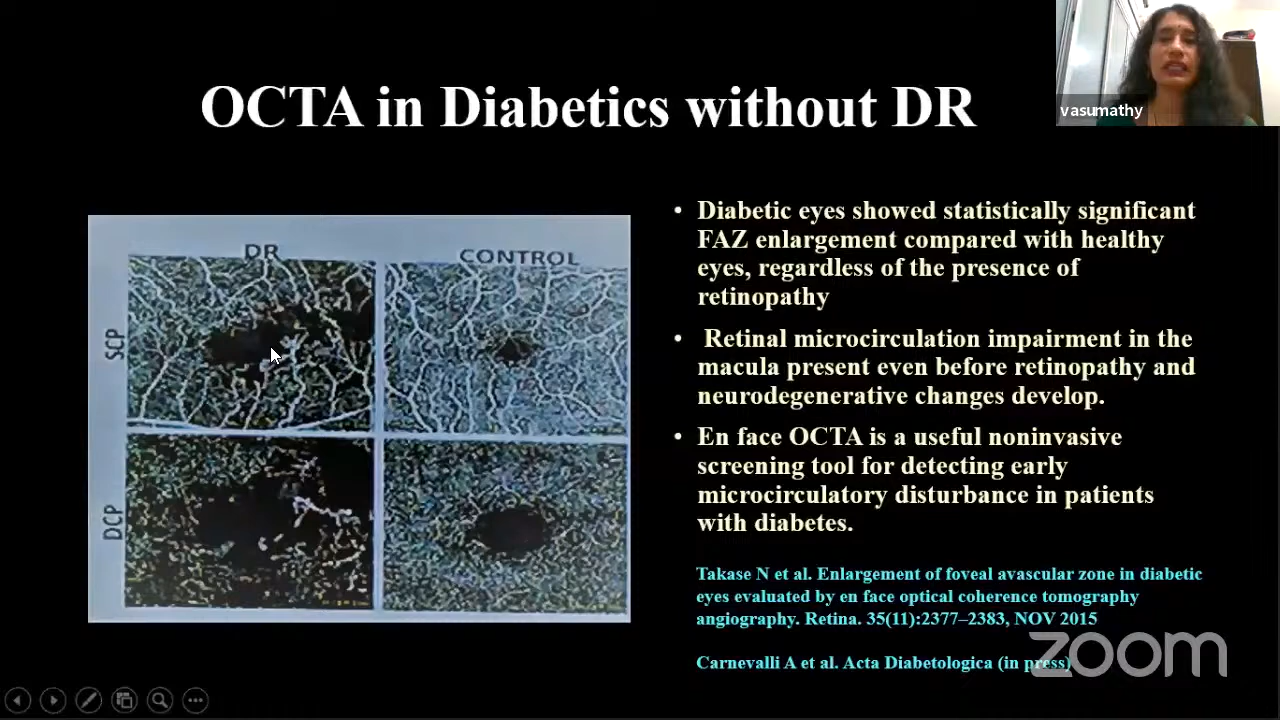 OCTA in Diabetics without DR
vasumathy
DR
CONTROL
SCP
DCP
• Diabetic eyes showed statistically significant
FAZ enlargement compared with healthy
eyes, regardless of the presence of
retinopathy
• Retinal microcirculation impairment in the
macula present even before retinopathy and
neurodegenerative changes develop.
• En face OCTA is a useful noninvasive
screening tool for detecting early
microcirculatory disturbance in patients
with diabetes.
Takase N et al. Enlargement of foveal avascular zone in diabetic
eyes evaluated by en face optical coherence tomography
angiography. Retina. 35(11):2377–2383, NOV 2015
Carnevalli A et al. Acta Diabetologica (in press)
zoom